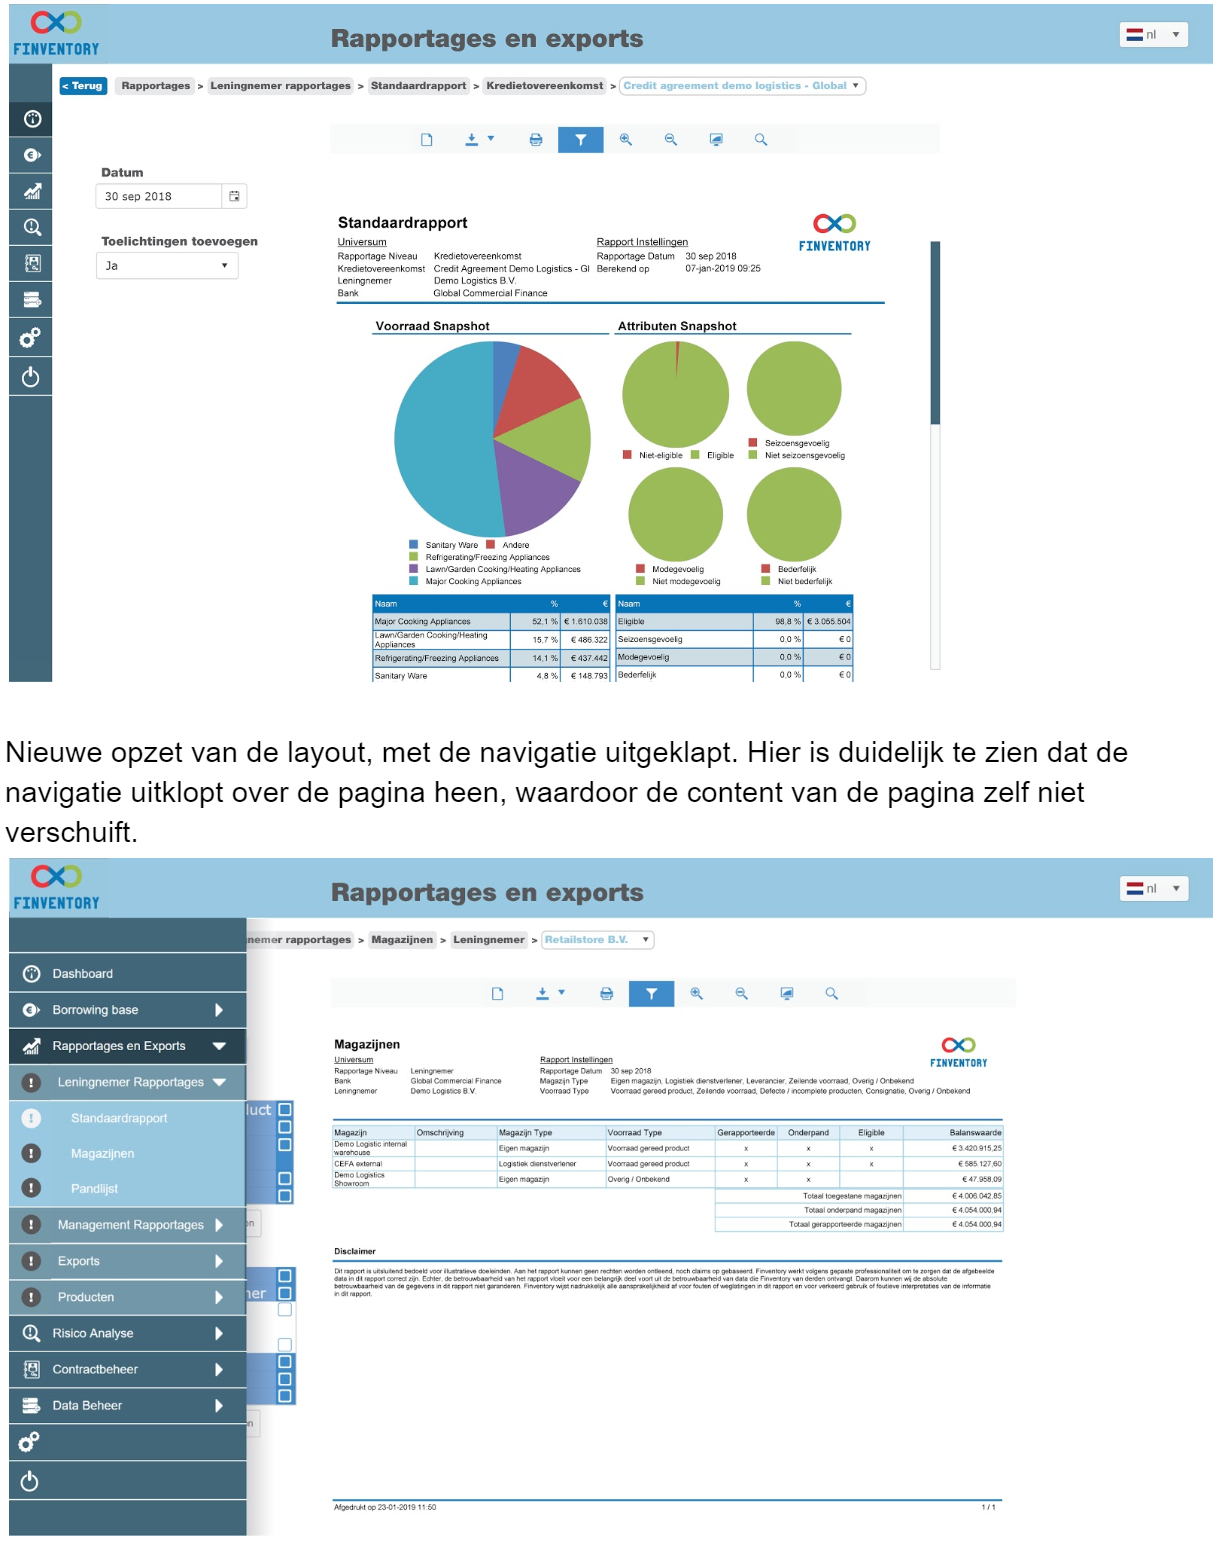 FINVENTORY
Rapportages en exports
nl
< Terug Rapportages > Leningnemer rapportages > Standaardrapport > Kredietovereenkomst > Credit agreement demo logistics - Global
Datum
30 sep 2018
Toelichtingen toevoegen
Ja
Standaardrapport
FINVENTORY
Universum Rapport Instellingen
Rapportage Niveau Kredietovereenkomst Rapportage Datum 30 sep 2018
Kredietovereenkomst Credit Agreement Demo Logistics - Gl Berekend op 07-jan-2019 09:25
Leningnemer Demo Logistics B.V.
Bank Global Commercial Finance
Voorraad Snapshot Attributen Snapshot
Seizoensgevoelig
Niet-eligible Eligible Niet seizoensgevoelig
Sanitary Ware Andere
Refrigerating/Freezing Appliances
Lawn/Garden Cooking/Heating Appliances
Major Cooking Appliances
Modegevoelig Bederfelijk
Niet modegevoelig Niet bederfelijk
Naam % € Naam % €
Major Cooking Appliances 52,1 % € 1.610.038 Eligible 98,8 % € 3.055.504
Lawn/Garden Cooking/Heating Appliances 15,7 % € 486.322 Seizoensgevoelig 0,0 % € 0
Refrigerating/Freezing Appliances 14,1 % € 437.442 Modegevoelig 0,0 % € 0
Sanitary Ware 4,8 % € 148.793 Bederfelijk 0,0 % € 0
Nieuwe opzet van de layout, met de navigatie uitgeklapt. Hier is duidelijk te zien dat de
navigatie uitklopt over de pagina heen, waardoor de content van de pagina zelf niet
verschuift.
FINVENTORY
Rapportages en exports
nl
nemer rapportages > Magazijnen > Leningnemer > Retailstore B.V.
Dashboard
Borrowing base
Rapportages en Exports
Leningnemer Rapportages
Standaardrapport
Magazijnen
Pandlijst
Management Rapportages
Exports
Producten
Risico Analyse
Contractbeheer
Data Beheer
luct
en
ner
n
Magazijnen
FINVENTORY
Universum Rapport Instellingen
Rapportage Niveau Leningnemer Rapportage Datum 30 sep 2018
Bank Global Commercial Finance Magazijn Type Eigen magazijn, Logistiek dienstverlener, Leverancier, Zeilende voorraad, Overig / Onbekend
Leningnemer Demo Logistics B.V. Voorraad Type Voorraad gereed product, Zeilende voorraad, Defecte / incomplete producten, Consignatie, Overig / Onbekend
Magazijn Omschrijving Magazijn Type Voorraad Type Gerapporteerde Onderpand Eligible Balanswaarde
Demo Logistic internal warehouse Eigen magazijn Voorraad gereed product x x x € 3.420.915,25
CEFA external Logistiek dienstverlener Voorraad gereed product x x x € 585.127,60
Demo Logistics Showroom Eigen magazijn Overig / Onbekend x x € 47.958,09
Totaal toegestane magazijnen € 4.006.042,85
Totaal onderpand magazijnen € 4.054.000,94
Totaal gerapporteerde magazijnen € 4.054.000,94
Disclaimer
Dit rapport is uitsluitend bedoeld voor illustratieve doeleinden. Aan het rapport kunnen geen rechten worden ontleend, noch claims op gebaseerd. Finventory werkt volgens gepaste professionaliteit om te zorgen dat de afgebeelde
data in dit rapport correct zijn. Echter, de betrouwbaarheid van het rapport vloeit voor een belangrijk deel voort uit de betrouwbaarheid van data die Finventory van derden ontvangt. Daarom kunnen wij de absolute
betrouwbaarheid van de gegevens in dit rapport niet garanderen. Finventory wijst nadrukkelijk alle aansprakelijkheid af voor fouten of weglatingen in dit rapport en voor verkeerd gebruik of foutieve interpretaties van de informatie
in dit rapport.
Afgedrukt op 23-01-2019 11:50 1 / 1